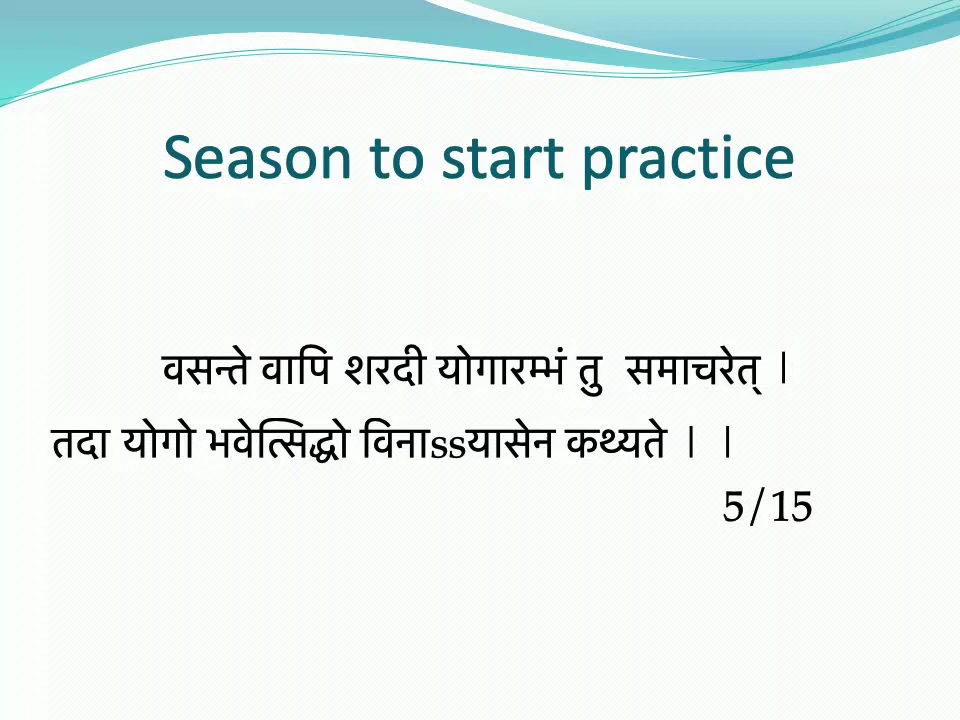 Season to start practice
वसन्ते वापि शरदी योगारम्भं तु समाचरेत् ।
तदा योगो भवेत्सिद्धो विनाssयासेन कथ्यते । ।
5/15